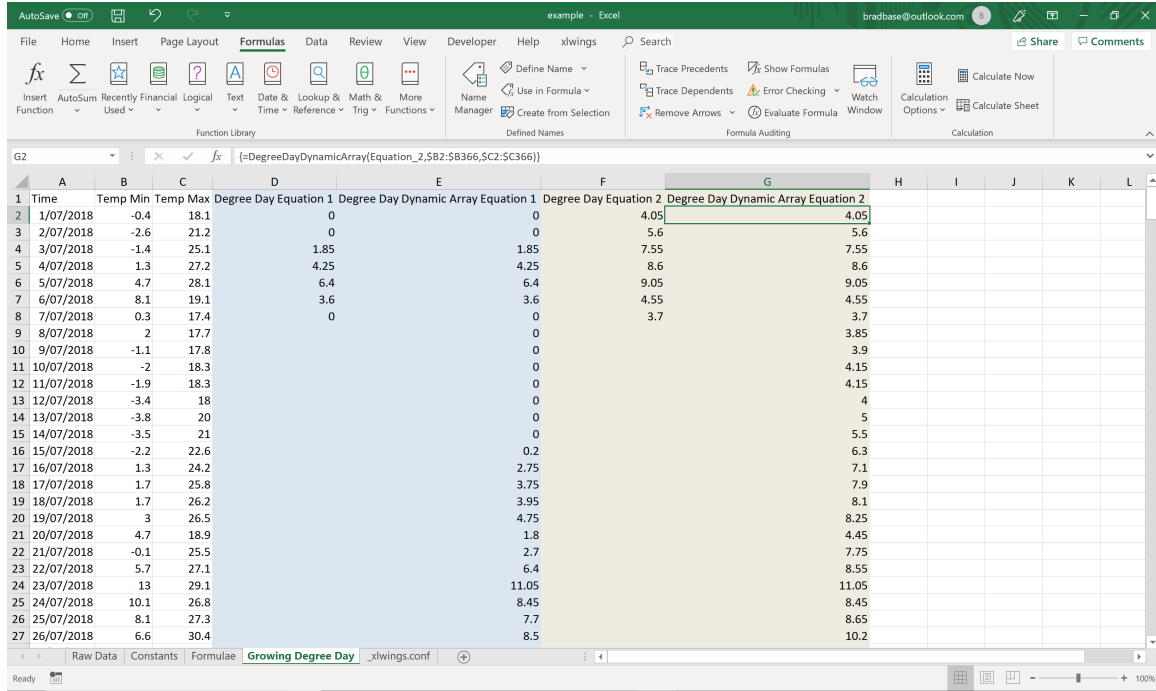 AutoSave Off example - Excel bradbase@outlook.com B
File Home Insert Page Layout Formulas Data Review View Developer Help xlwings Search Share Comments
fx Σ ? A θ Define Name Trace Precedents fx Show Formulas Calculate Now
Insert AutoSum Recently Financial Logical Text Date & Lookup & Math & More Name Use in Formula Trace Dependents Error Checking Watch Calculation
Function Used Time Reference Trig Functions Manager Create from Selection Remove Arrows Evaluate Formula Window Options Calculate Sheet
Function Library Defined Names Formula Auditing Calculation
G2 fx {=DegreeDayDynamicArray(Equation_2,$B2:$B366,$C2:$C366)}
A B C D E F G H I J K L
1 Time Temp Min Temp Max Degree Day Equation 1 Degree Day Dynamic Array Equation 1 Degree Day Equation 2 Degree Day Dynamic Array Equation 2
2 1/07/2018 -0.4 18.1 0 0 4.05 4.05
3 2/07/2018 -2.6 21.2 0 0 5.6 5.6
4 3/07/2018 -1.4 25.1 1.85 1.85 7.55 7.55
5 4/07/2018 1.3 27.2 4.25 4.25 8.6 8.6
6 5/07/2018 4.7 28.1 6.4 6.4 9.05 9.05
7 6/07/2018 8.1 19.1 3.6 3.6 4.55 4.55
8 7/07/2018 0.3 17.4 0 0 3.7 3.7
9 8/07/2018 2 17.7 0 3.85
10 9/07/2018 -1.1 17.8 0 3.9
11 10/07/2018 -2 18.3 0 4.15
12 11/07/2018 -1.9 18.3 0 4.15
13 12/07/2018 -3.4 18 0 4
14 13/07/2018 -3.8 20 0 5
15 14/07/2018 -3.5 21 0 5.5
16 15/07/2018 -2.2 22.6 0.2 6.3
17 16/07/2018 1.3 24.2 2.75 7.1
18 17/07/2018 1.7 25.8 3.75 7.9
19 18/07/2018 1.7 26.2 3.95 8.1
20 19/07/2018 3 26.5 4.75 8.25
21 20/07/2018 4.7 18.9 1.8 4.45
22 21/07/2018 -0.1 25.5 2.7 7.75
23 22/07/2018 5.7 27.1 6.4 8.55
24 23/07/2018 13 29.1 11.05 11.05
25 24/07/2018 10.1 26.8 8.45 8.45
26 25/07/2018 8.1 27.3 7.7 8.65
27 26/07/2018 6.6 30.4 8.5 10.2
Raw Data Constants Formulae Growing Degree Day _xlwings.conf
Ready 100%